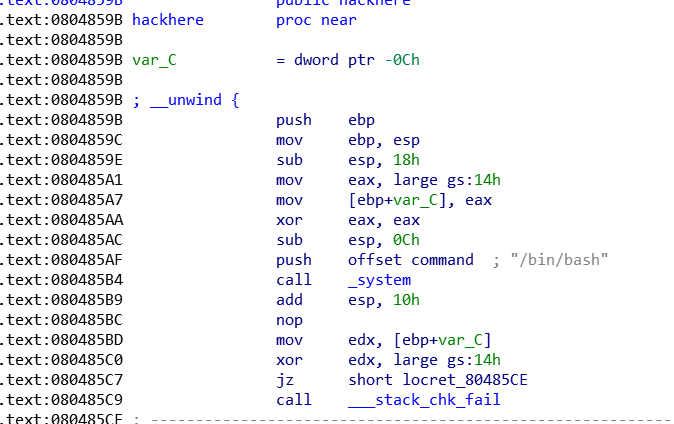 .text:0804859B public hackhere
.text:0804859B hackhere proc near
.text:0804859B
.text:0804859B var_C = dword ptr -0Ch
.text:0804859B
.text:0804859B ; __unwind {
.text:0804859B push ebp
.text:0804859C mov ebp, esp
.text:0804859E sub esp, 18h
.text:080485A1 mov eax, large gs:14h
.text:080485A7 mov [ebp+var_C], eax
.text:080485AA xor eax, eax
.text:080485AC sub esp, 0Ch
.text:080485AF push offset command ; "/bin/bash"
.text:080485B4 call _system
.text:080485B9 add esp, 10h
.text:080485BC nop
.text:080485BD mov edx, [ebp+var_C]
.text:080485C0 xor edx, large gs:14h
.text:080485C7 jz short locret_80485CE
.text:080485C9 call ___stack_chk_fail
.text:080485CE ; ---------------------------------------------------------